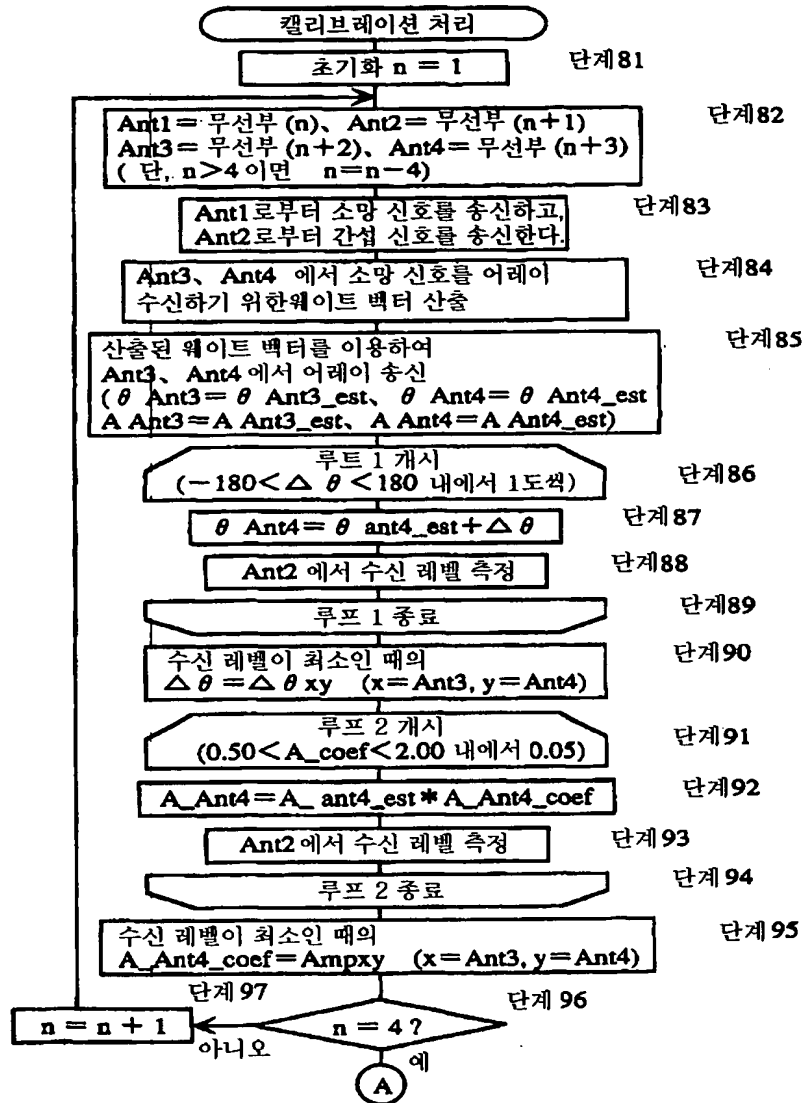 캘리브레이션 처리
초기화 n = 1
단계81
Ant1= 무선부 (n)、Ant2= 무선부 (n+1)
Ant3= 무선부 (n+2)、Ant4= 무선부 (n+3)
( 단, n>4 이면 n=n-4)
단계82
Ant1로부터 소망 신호를 송신하고,
Ant2로부터 간섭 신호를 송신한다.
단계83
Ant3、Ant4 에서 소망 신호를 어레이
수신하기 위한웨이트 벡터 산출
단계84
산출된 웨이트 벡터를 이용하여
Ant3、Ant4 에서 어레이 송신
( θ Ant3= θ Ant3_est、 θ Ant4= θ Ant4_est
A Ant3=A Ant3_est、A Ant4=A Ant4_est)
단계85
루트 1 개시
(-180<△ θ <180 내에서 1도씩)
단계86
θ Ant4= θ ant4_est+△ θ
단계87
Ant2 에서 수신 레벨 측정
단계88
루프 1 종료
단계89
수신 레벨이 최소인 때의
△ θ =△ θ xy (x=Ant3, y=Ant4)
단계90
루프 2 개시
(0.50<A_coef<2.00 내에서 0.05)
단계91
A_Ant4=A_ ant4_est* A_Ant4_coef
단계92
Ant2 에서 수신 레벨 측정
단계93
루프 2 종료
단계94
수신 레벨이 최소인 때의
A_Ant4_coef=Ampxy (x=Ant3, y=Ant4)
단계95
단계97
단계96
n = n + 1
n = 4 ?
아니오
예
A